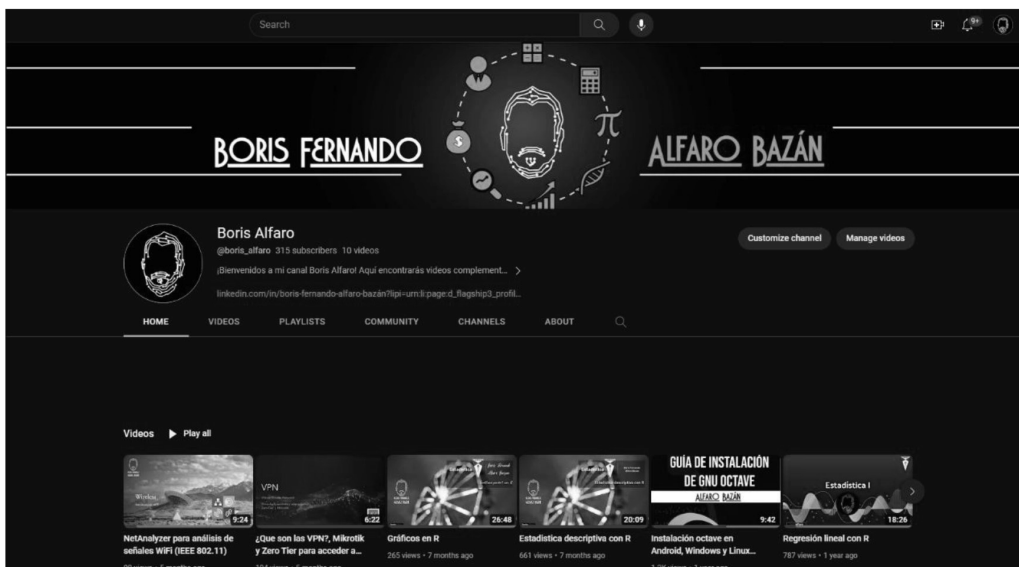 Search
9+
BORIS FERNANDO
ALFARO BAZÁN
Boris Alfaro
@boris_alfaro 315 subscribers 10 videos
¡Bienvenidos a mi canal Boris Alfaro! Aquí encontrarás videos complement...
linkedin.com/in/boris-fernando-alfaro-bazán?lipi=urn:li:page:d_flagship3_profil...
Customize channel
Manage videos
HOME VIDEOS PLAYLISTS COMMUNITY CHANNELS ABOUT
Videos Play all
Wireless
9:24
VPN
6:22
26:48
20:09
GUÍA DE INSTALACIÓN
DE GNU OCTAVE
ALFARO BAZÁN
9:42
Estadística I
18:26
NetAnalyzer para análisis de
señales WiFi (IEEE 802.11)
¿Que son las VPN?, Mikrotik
y Zero Tier para acceder a...
Gráficos en R
265 views • 7 months ago
Estadistica descriptiva con R
661 views • 7 months ago
Instalación octave en
Android, Windows y Linux...
Regresión lineal con R
787 views • 1 year ago